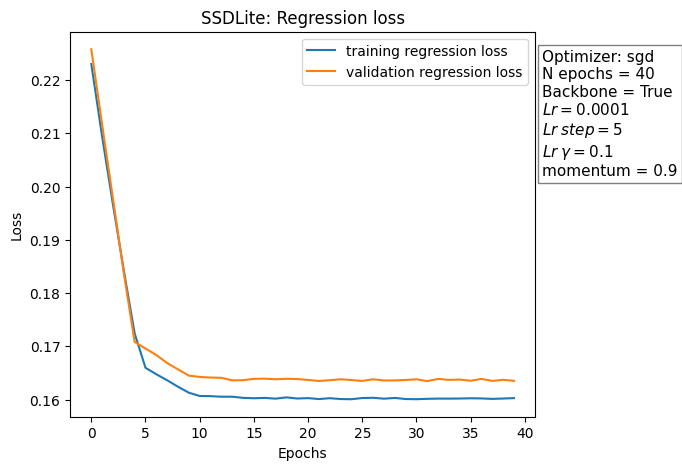 SSDLite: Regression loss
training regression loss
validation regression loss
Optimizer: sgd
N epochs = 40
Backbone = True
Lr = 0.0001
Lr step = 5
Lr γ = 0.1
momentum = 0.9
Loss
0.22
0.21
0.20
0.19
0.18
0.17
0.16
0 5 10 15 20 25 30 35 40
Epochs